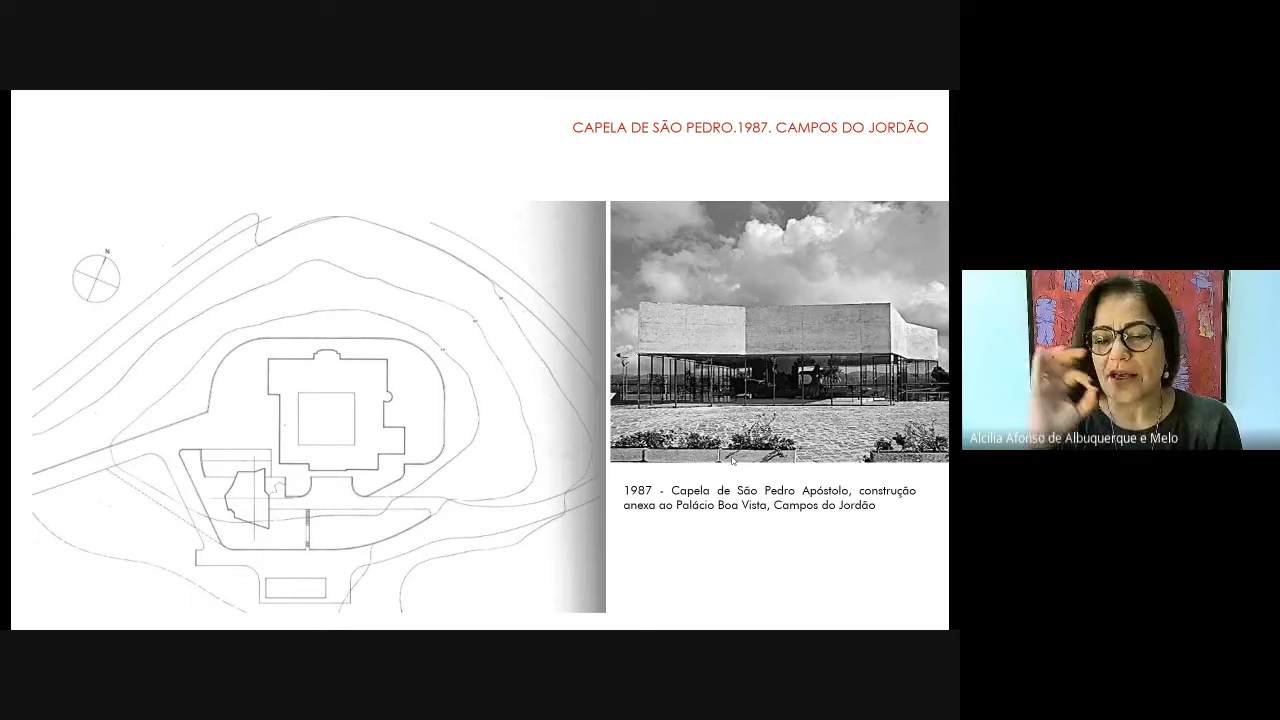 CAPELA DE SÃO PEDRO.1987. CAMPOS DO JORDÃO
N
1987 - Capela de São Pedro Apóstolo, construção
anexa ao Palácio Boa Vista, Campos do Jordão
Alcilia Afonso de Albuquerque e Melo